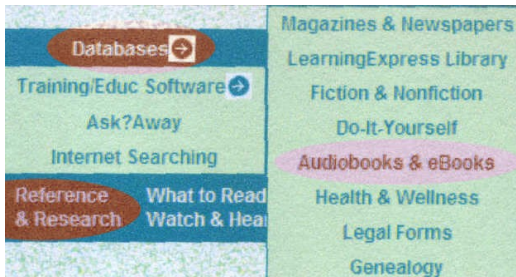 Databases
Training/Educ Software
Ask?Away
Internet Searching
Reference
& Research
What to Read
Watch & Hear
Magazines & Newspapers
LearningExpress Library
Fiction & Nonfiction
Do-It-Yourself
Audiobooks & eBooks
Health & Wellness
Legal Forms
Genealogy